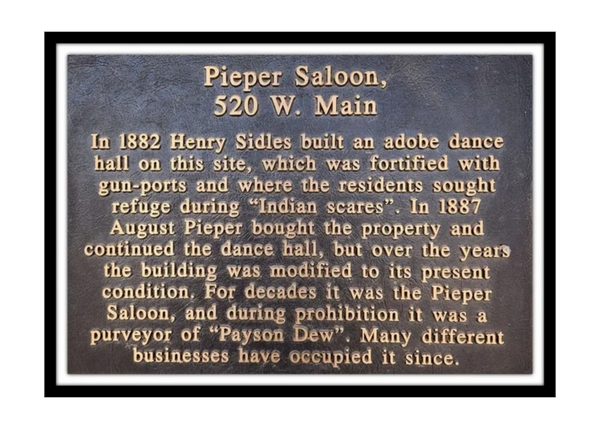 Pieper Saloon,
520 W. Main
In 1882 Henry Sidles built an adobe dance
hall on this site, which was fortified with
gun-ports and where the residents sought
refuge during "Indian scares". In 1887
August Pieper bought the property and
continued the dance hall, but over the years
the building was modified to its present
condition. For decades it was the Pieper
Saloon, and during prohibition it was a
purveyor of "Payson Dew". Many different
businesses have occupied it since.